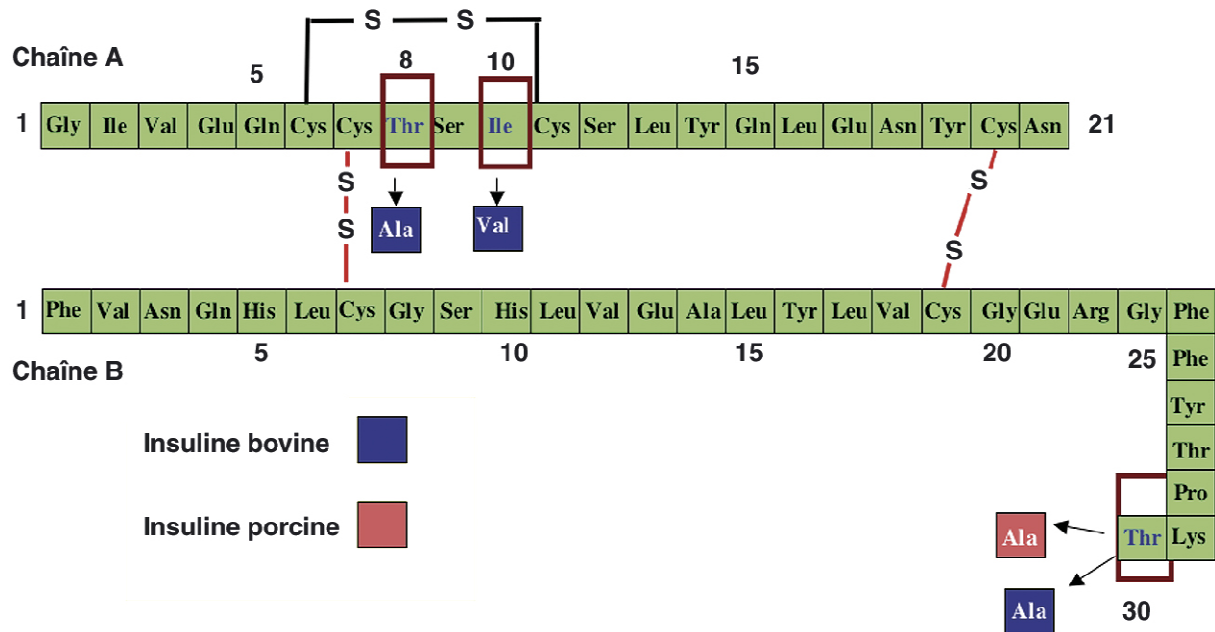 S S
Chaîne A
5 8 10 15
1 Gly Ile Val Glu Gln Cys Cys Thr Ser Ile Cys Ser Leu Tyr Gln Leu Glu Asn Tyr Cys Asn 21
S S
S S
Ala Val
1 Phe Val Asn Gln His Leu Cys Gly Ser His Leu Val Glu Ala Leu Tyr Leu Val Cys Gly Glu Arg Gly Phe
5 10 15 20 25
Chaîne B
Phe
Tyr
Insuline bovine
Thr
Pro
Insuline porcine
Ala Thr Lys
Ala 30